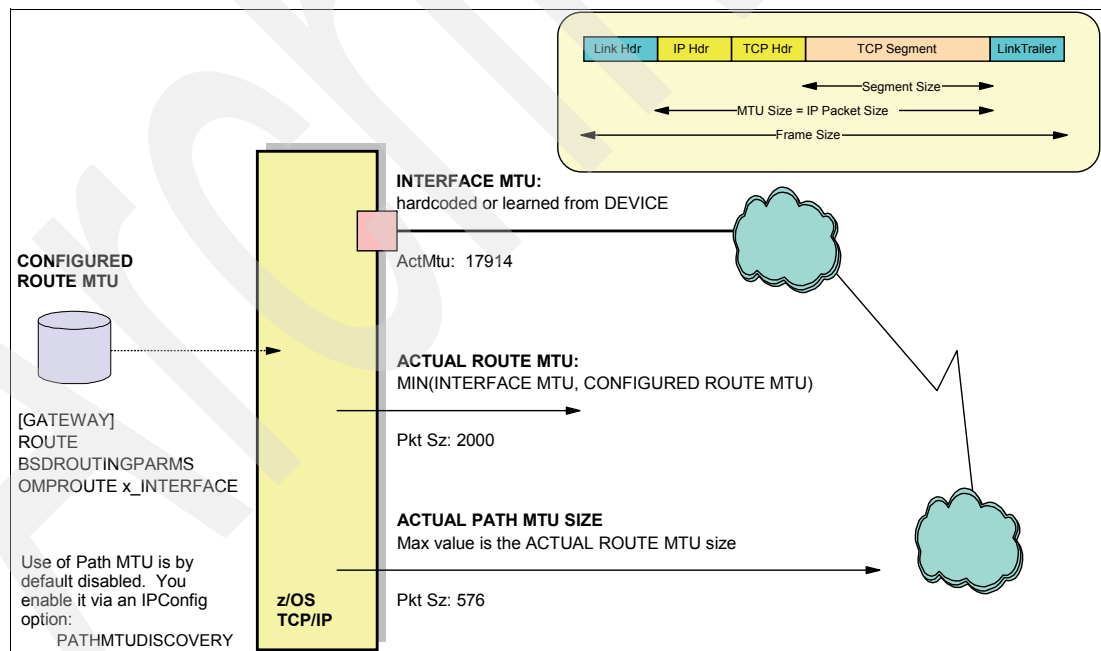 Link Hdr IP Hdr TCP Hdr TCP Segment LinkTrailer
Segment Size
MTU Size = IP Packet Size
Frame Size
INTERFACE MTU:
hardcoded or learned from DEVICE
ActMtu: 17914
CONFIGURED
ROUTE MTU
ACTUAL ROUTE MTU:
MIN(INTERFACE MTU, CONFIGURED ROUTE MTU)
Pkt Sz: 2000
[GATEWAY]
ROUTE
BSDROUTINGPARMS
OMPROUTE x_INTERFACE
ACTUAL PATH MTU SIZE
Max value is the ACTUAL ROUTE MTU size
Pkt Sz: 576
Use of Path MTU is by
default disabled. You
enable it via an IPConfig
option:
PATHMTUDISCOVERY
z/OS
TCP/IP